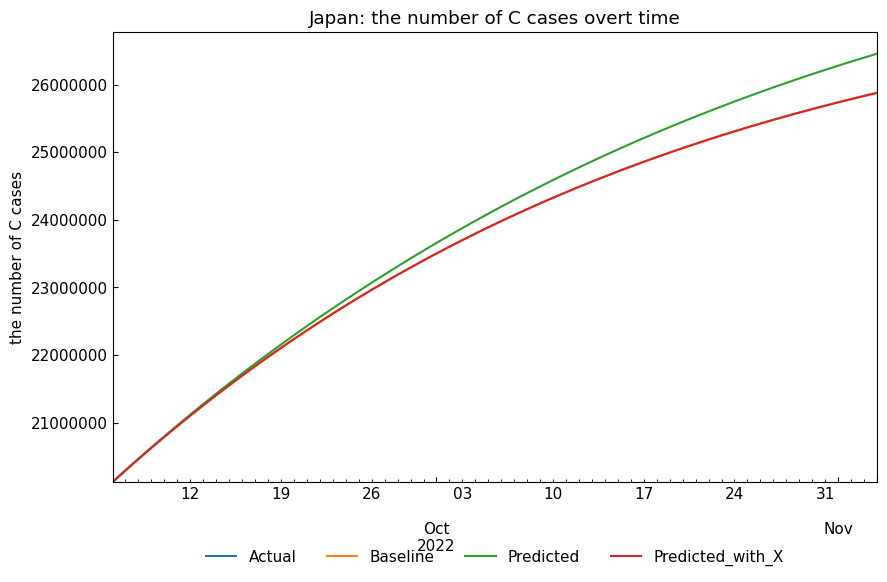 Japan: the number of C cases overt time
the number of C cases
26000000
25000000
24000000
23000000
22000000
21000000
12 19 26 03 10 17 24 31
Oct Nov
2022
Actual Baseline Predicted Predicted_with_X